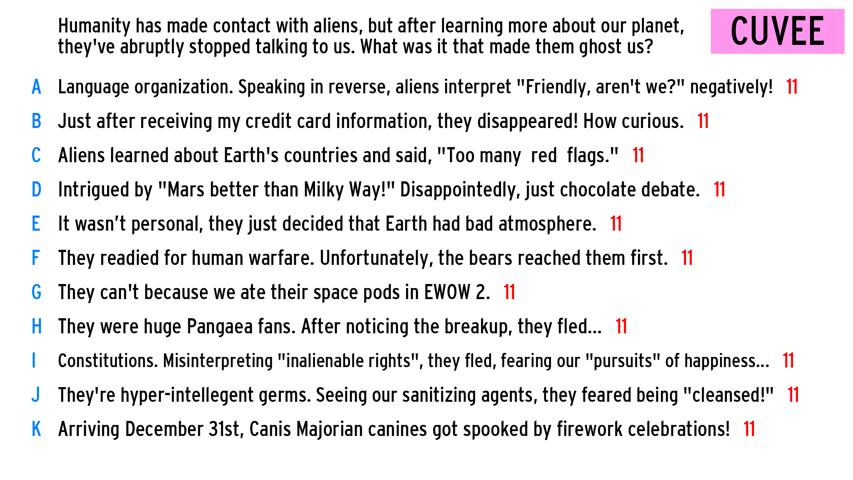 Humanity has made contact with aliens, but after learning more about our planet,
they've abruptly stopped talking to us. What was it that made them ghost us?
CUVEE
A Language organization. Speaking in reverse, aliens interpret "Friendly, aren't we?" negatively! 11
B Just after receiving my credit card information, they disappeared! How curious. 11
C Aliens learned about Earth's countries and said, "Too many red flags." 11
D Intrigued by "Mars better than Milky Way!" Disappointedly, just chocolate debate. 11
E It wasn’t personal, they just decided that Earth had bad atmosphere. 11
F They readied for human warfare. Unfortunately, the bears reached them first. 11
G They can't because we ate their space pods in EWOW 2. 11
H They were huge Pangaea fans. After noticing the breakup, they fled... 11
I Constitutions. Misinterpreting "inalienable rights", they fled, fearing our "pursuits" of happiness... 11
J They're hyper-intellegent germs. Seeing our sanitizing agents, they feared being "cleansed!" 11
K Arriving December 31st, Canis Majorian canines got spooked by firework celebrations! 11